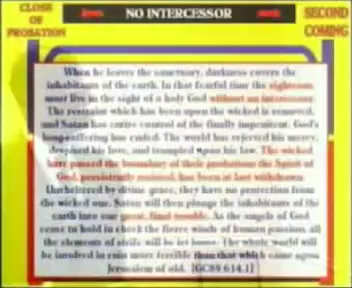 CLOSE
OF
PROBATION
NO INTERCESSOR
SECOND
COMING
When he leaves the sanctuary, darkness covers the
inhabitants of the earth. In that fearful time the righteous
must live in the sight of a holy God without an intercessor.
The restraint which has been upon the wicked is removed,
and Satan has entire control of the finally impenitent. God's
long-suffering has ended. The world has rejected his mercy,
despised his love, and trampled upon his law. The wicked
have passed the boundary of their probation; the Spirit of
God, persistently resisted, has been at last withdrawn.
Unsheltered by divine grace, they have no protection from
the wicked one. Satan will then plunge the inhabitants of the
earth into one great, final trouble. As the angels of God
cease to hold in check the fierce winds of human passion, all
the elements of strife will be let loose. The whole world will
be involved in ruin more terrible than that which came upon
Jerusalem of old. {GC88 614.1}